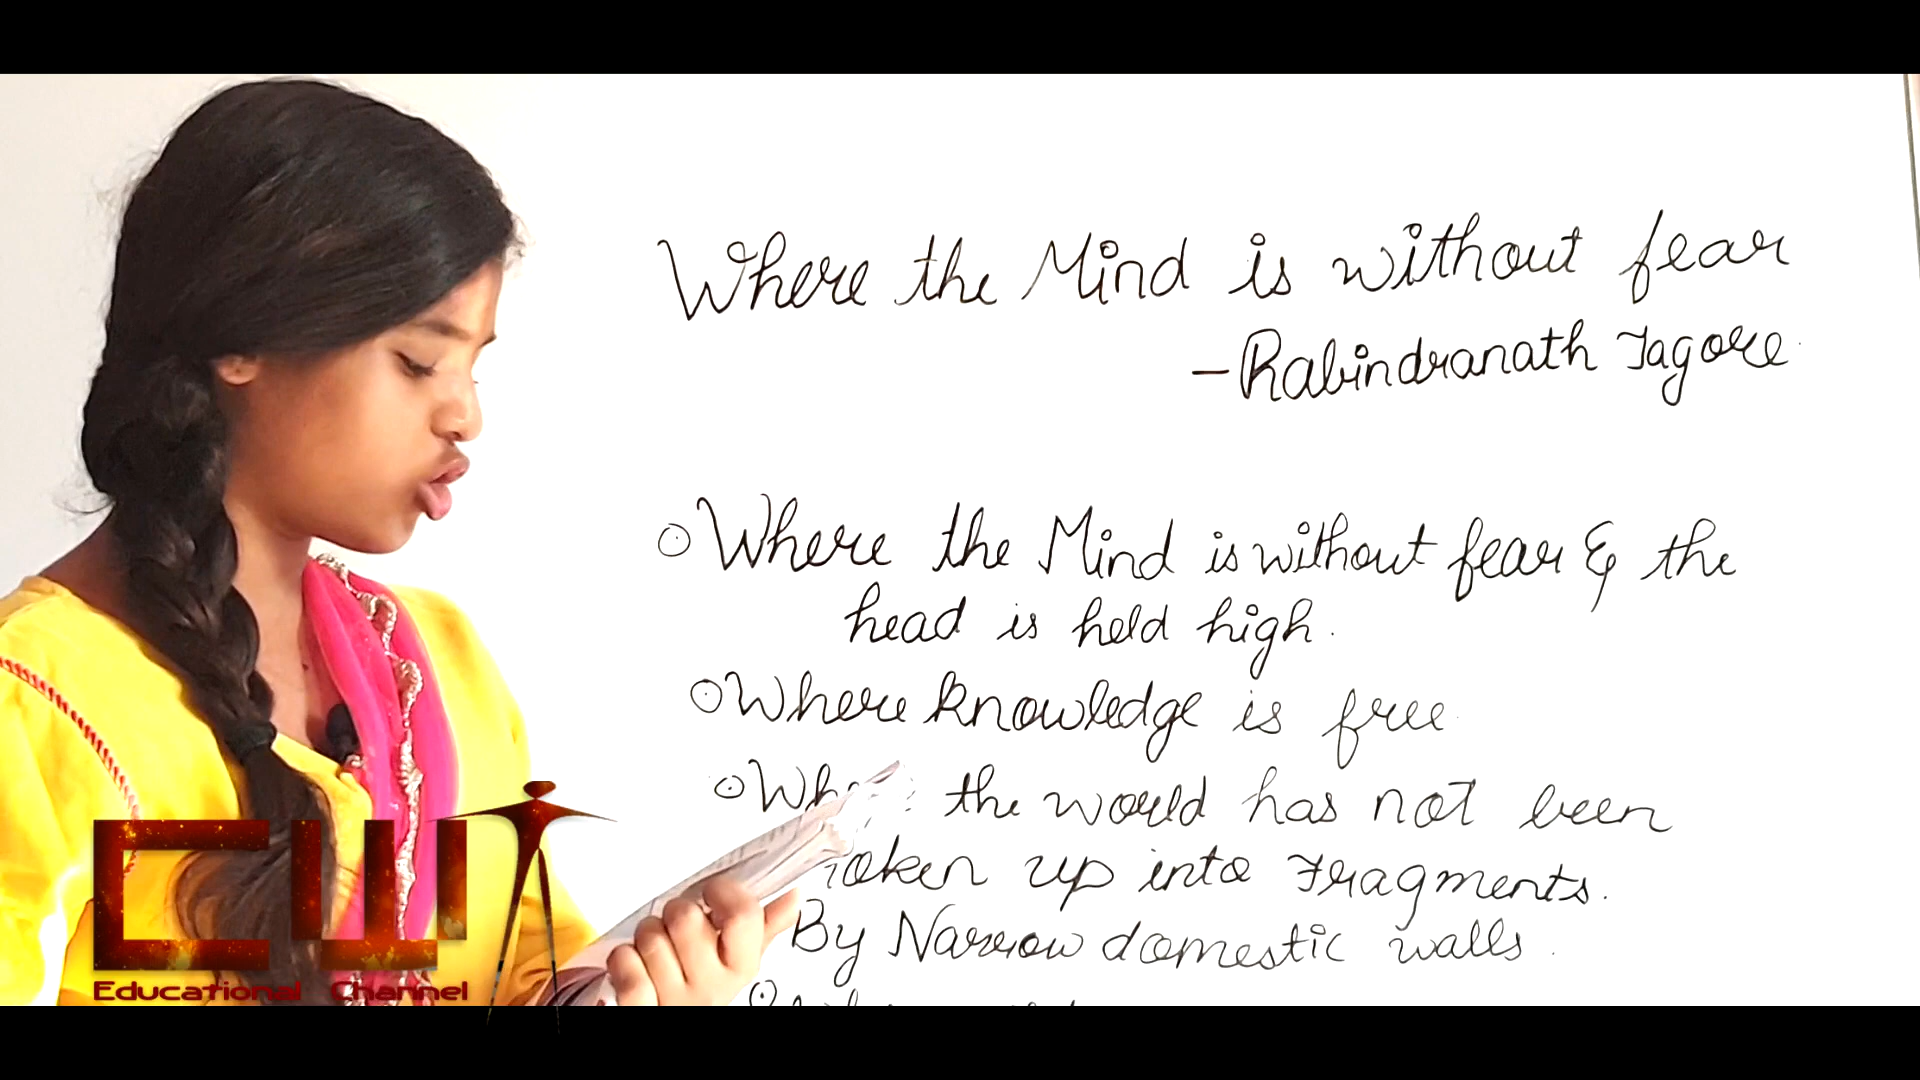 Where the Mind is without fear
- Rabindranath Tagore
Where the Mind is without fear & the
head is held high.
Where knowledge is free
the world has not been
up into Fragments.
By Narrow domestic walls.
CW
Educational Channel